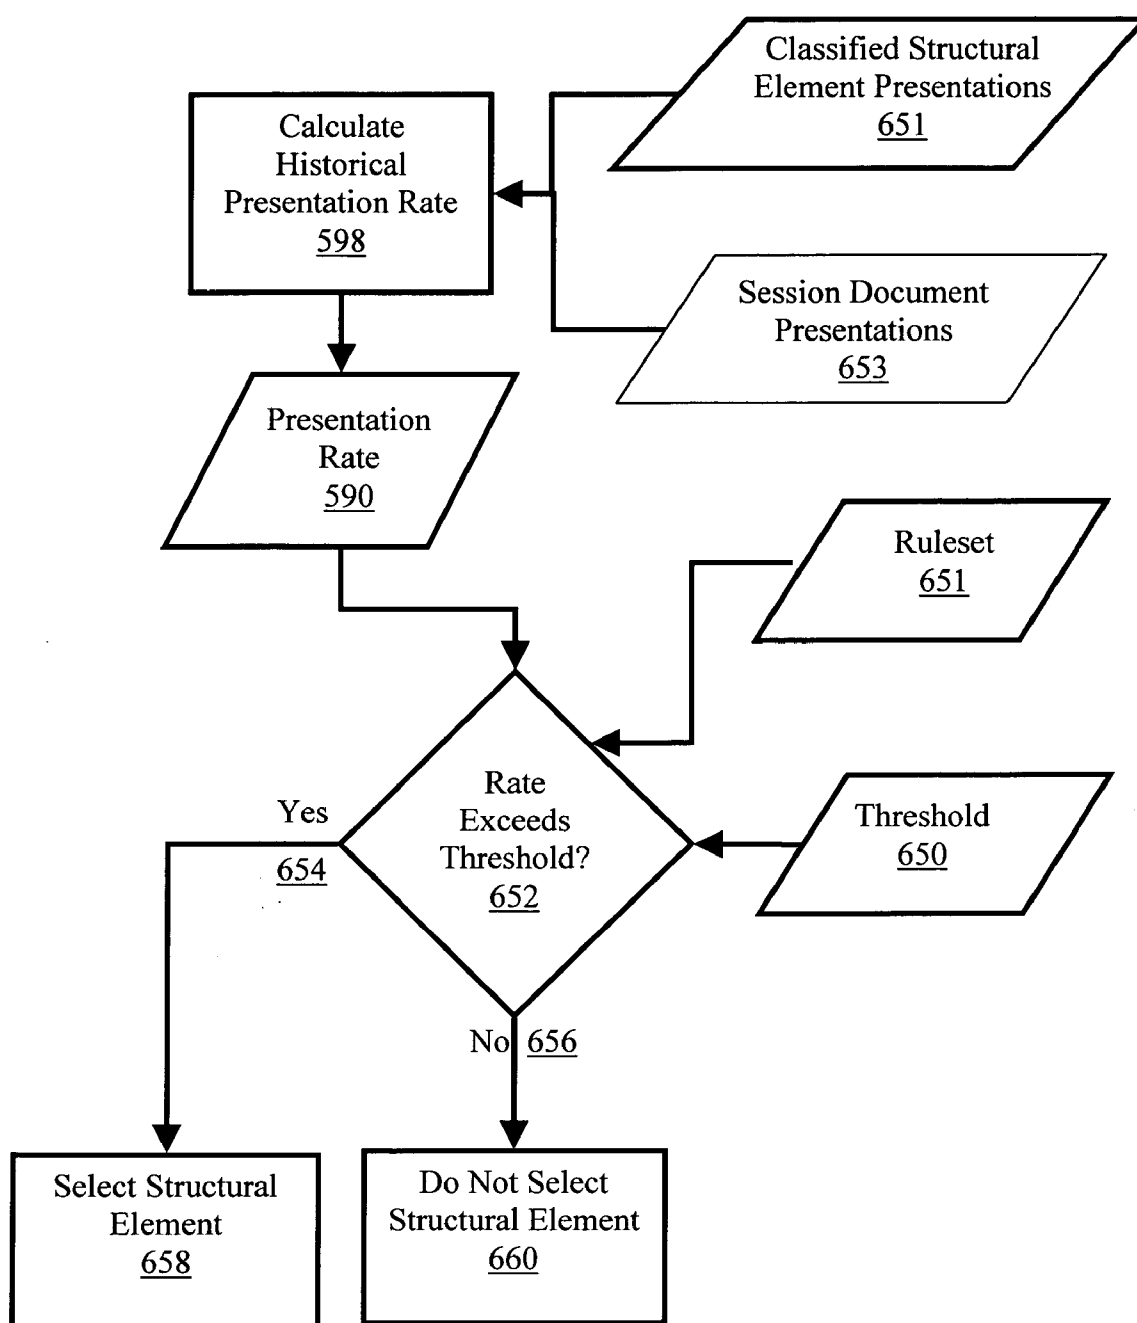 Classified Structural
Element Presentations
651
Calculate
Historical
Presentation Rate
598
Session Document
Presentations
653
Presentation
Rate
590
Ruleset
651
Rate
Exceeds
Threshold?
652
Yes
654
Threshold
650
No 656
Select Structural
Element
658
Do Not Select
Structural Element
660